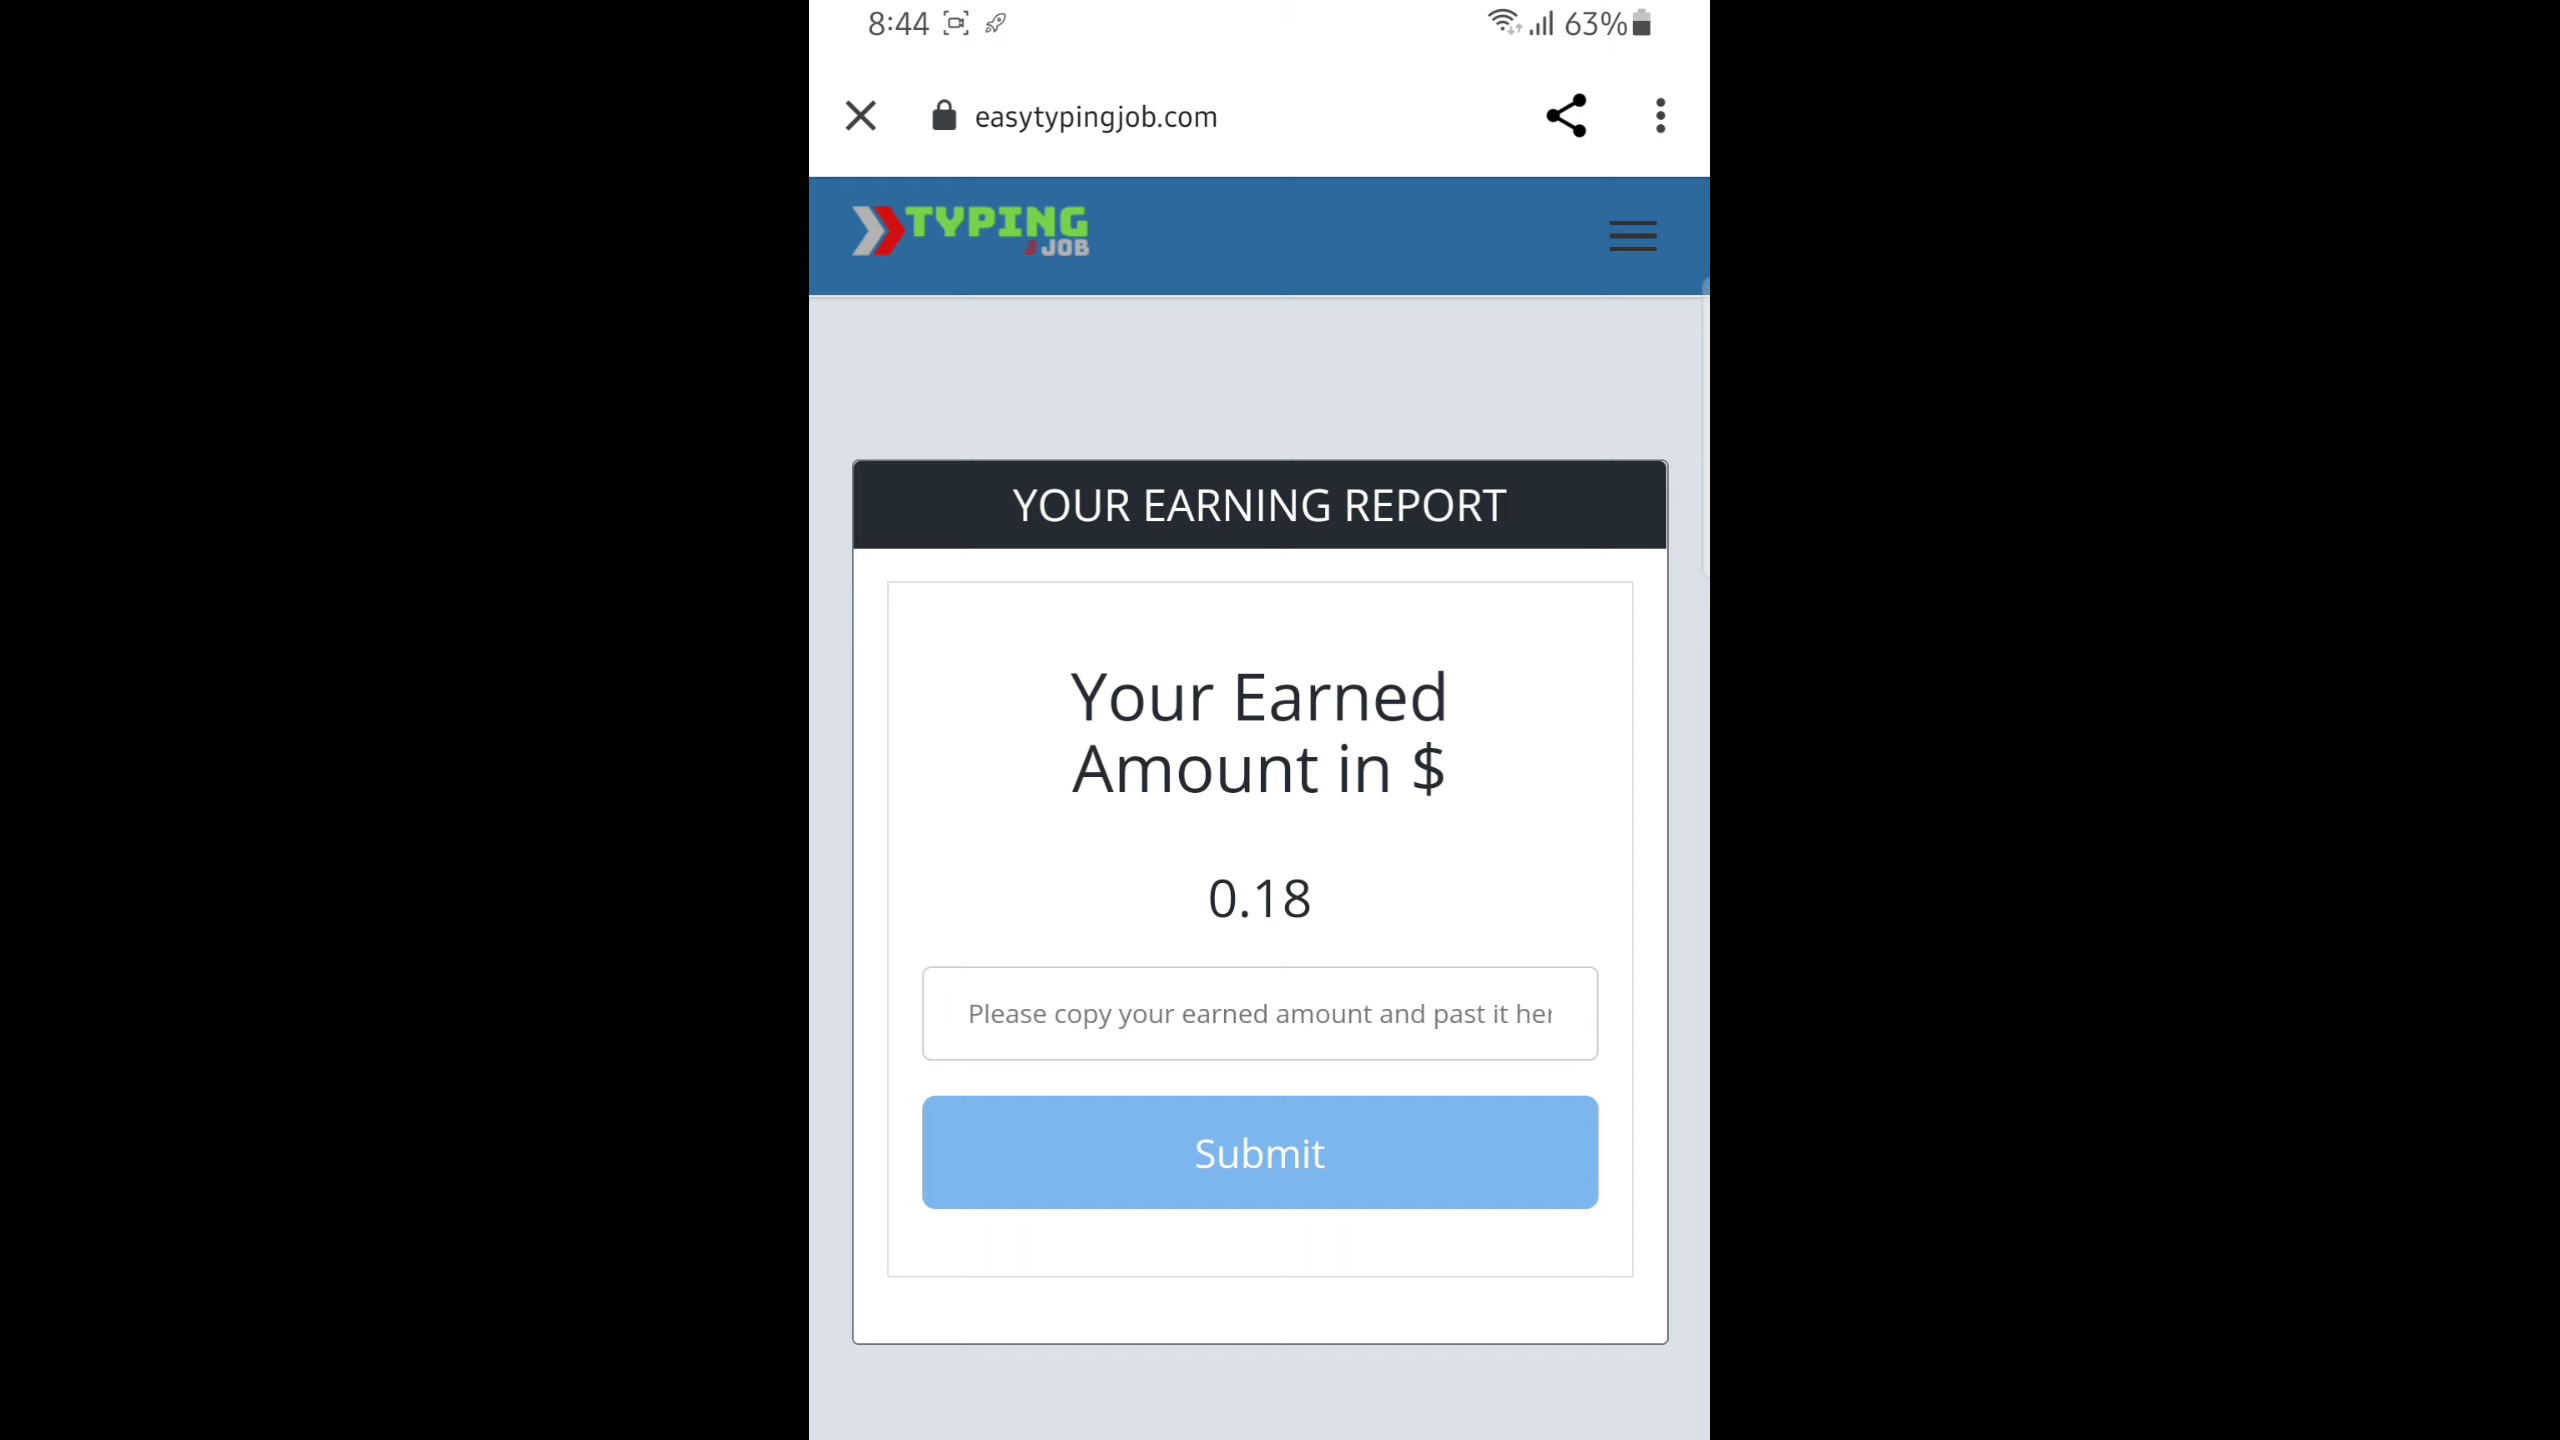 8:44
63%
easytypingjob.com
TYPING
JOB
YOUR EARNING REPORT
Your Earned
Amount in $
0.18
Please copy your earned amount and past it her
Submit